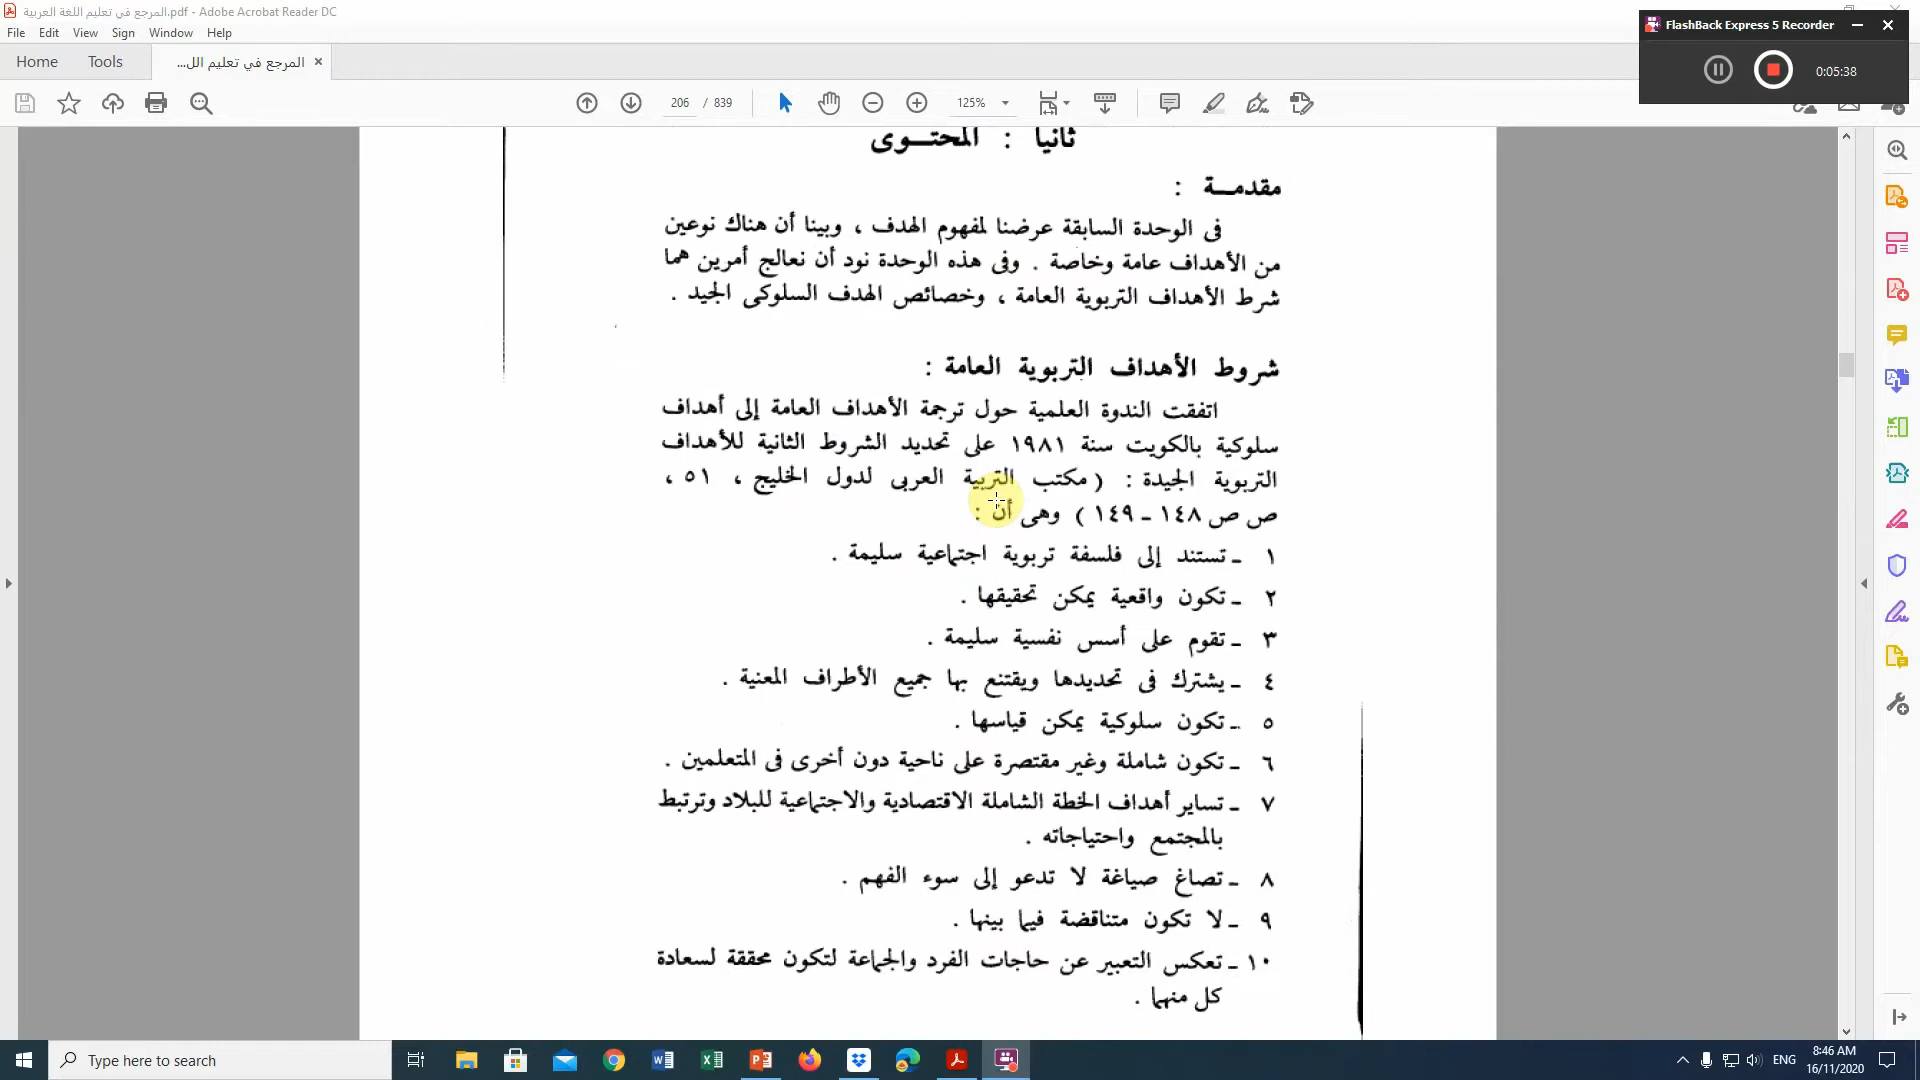 المرجع في تعليم اللغة العربية.pdf - Adobe Acrobat Reader DC
File Edit View Sign Window Help
FlashBack Express 5 Recorder
0:05:38
Home Tools المرجع في تعليم الل...
206 / 839 125%
ثانيا : المحتـــوى
مقدمـــة :
فى الوحدة السابقة عرضنا لمفهوم الهدف ، وبينا أن هناك نوعين
من الأهداف عامة وخاصة . وفى هذه الوحدة نود أن نعالج أمرين هما
شرط الأهداف التربوية العامة ، وخصائص الهدف السلوكى الجيد .
شروط الأهداف التربوية العامة :
اتفقت الندوة العلمية حول ترجمة الأهداف العامة إلى أهداف
سلوكية بالكويت سنة ١٩٨١ على تحديد الشروط الثانية للأهداف
التربوية الجيدة : ( مكتب التربية العربى لدول الخليج ، ٥١ ،
ص ص ١٤٨ - ١٤٩ ) وهى أن :
١ - تستند إلى فلسفة تربوية اجتماعية سليمة .
٢ - تكون واقعية يمكن تحقيقها .
٣ - تقوم على أسس نفسية سليمة .
٤ - يشترك فى تحديدها ويقتنع بها جميع الأطراف المعنية .
٥ - تكون سلوكية يمكن قياسها .
٦ - تكون شاملة وغير مقتصرة على ناحية دون أخرى فى المتعلمين .
٧ - تساير أهداف الخطة الشاملة الاقتصادية والاجتماعية للبلاد وترتبط
بالمجتمع واحتياجاته .
٨ - تصاغ صياغة لا تدعو إلى سوء الفهم .
٩ - لا تكون متناقضة فيما بينها .
١٠ - تعكس التعبير عن حاجات الفرد والجماعة لتكون محققة لسعادة
كل منهما .
Type here to search
ENG
8:46 AM
16/11/2020